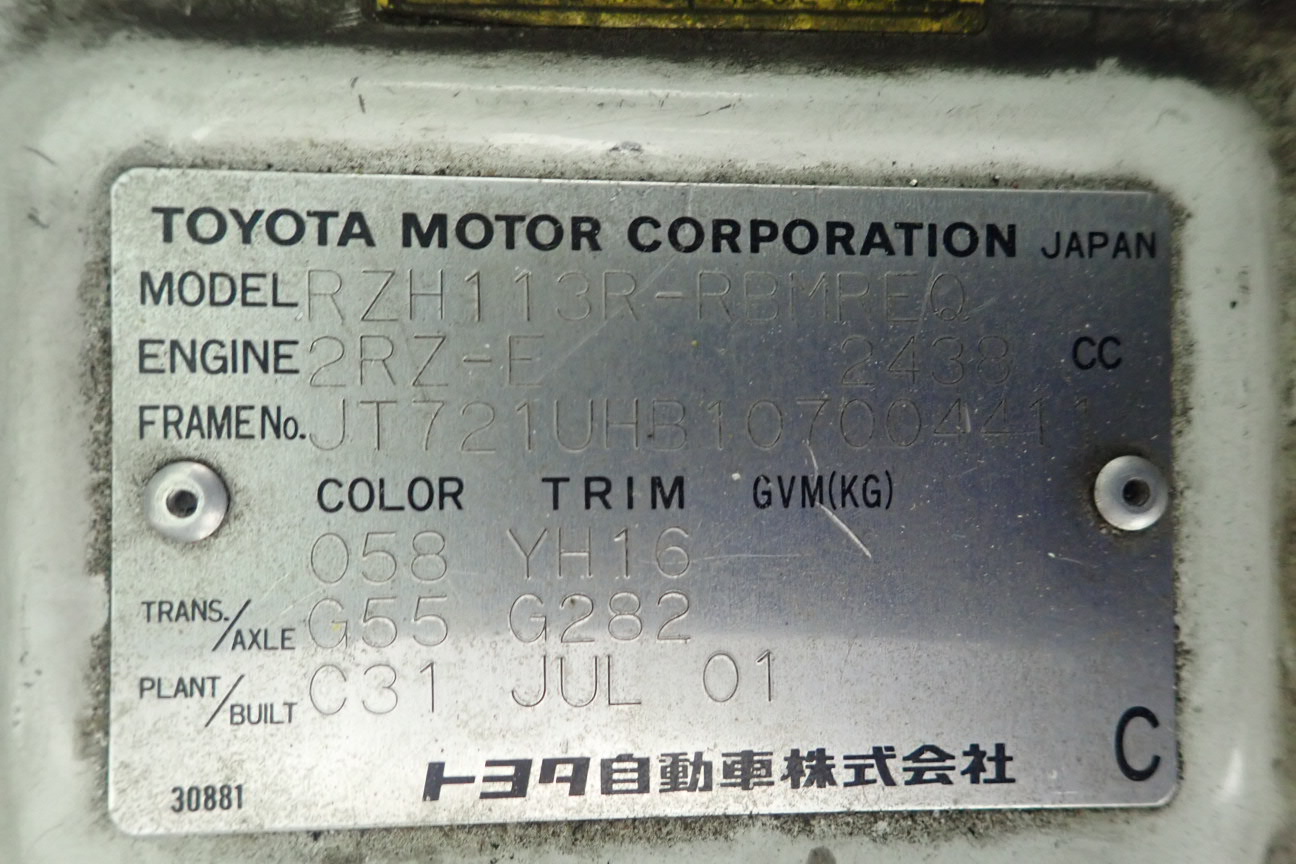 TOYOTA MOTOR CORPORATION JAPAN
MODEL RZH113R-RBMREQ
ENGINE 2RZ-E 2438 CC
FRAME No. JT721UHB107004411
COLOR TRIM GVM(KG)
058 YH16
TRANS./AXLE G55 G282
PLANT/BUILT C31 JUL 01
C
トヨタ自動車株式会社
30881